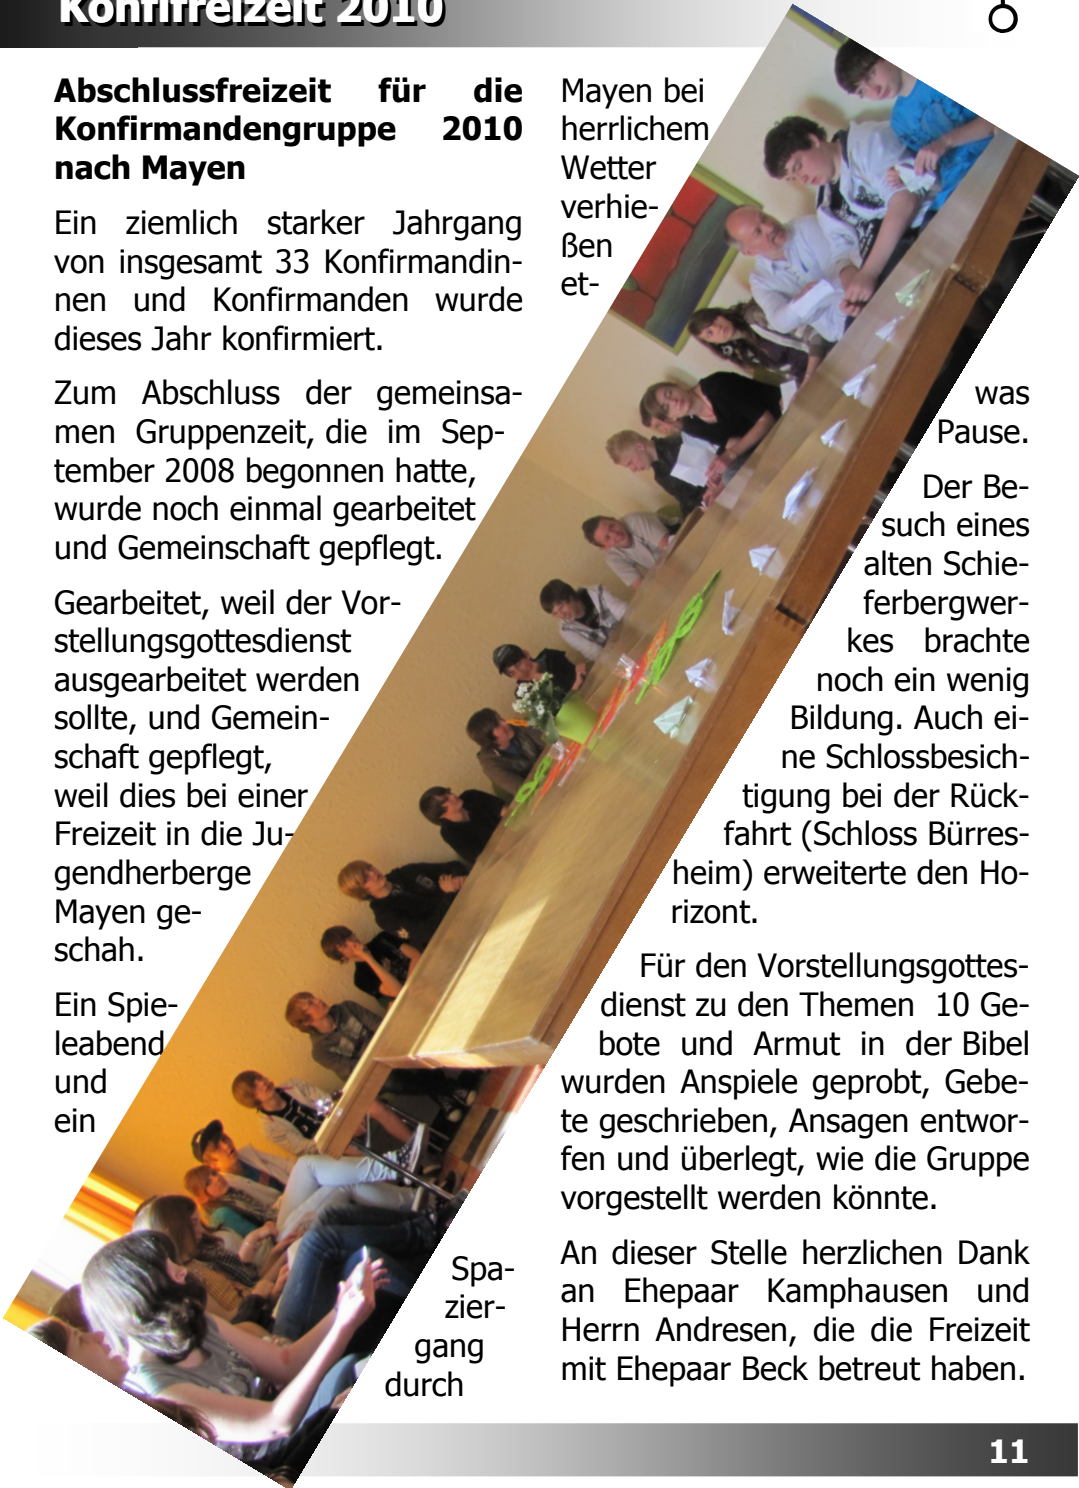 Konfifreizeit 2010
Abschlussfreizeit für die
Konfirmandengruppe 2010
nach Mayen
Ein ziemlich starker Jahrgang
von insgesamt 33 Konfirmandin-
nen und Konfirmanden wurde
dieses Jahr konfirmiert.
Zum Abschluss der gemeinsa-
men Gruppenzeit, die im Sep-
tember 2008 begonnen hatte,
wurde noch einmal gearbeitet
und Gemeinschaft gepflegt.
Gearbeitet, weil der Vor-
stellungsgottesdienst
ausgearbeitet werden
sollte, und Gemein-
schaft gepflegt,
weil dies bei einer
Freizeit in die Ju-
gendherberge
Mayen ge-
schah.
Ein Spie-
leabend
und
ein
Spa-
zier-
gang
durch
Mayen bei
herrlichem
Wetter
verhie-
ßen
et-
was
Pause.
Der Be-
such eines
alten Schie-
ferbergwer-
kes brachte
noch ein wenig
Bildung. Auch ei-
ne Schlossbesich-
tigung bei der Rück-
fahrt (Schloss Bürres-
heim) erweiterte den Ho-
rizont.
Für den Vorstellungsgottes-
dienst zu den Themen 10 Ge-
bote und Armut in der Bibel
wurden Anspiele geprobt, Gebe-
te geschrieben, Ansagen entwor-
fen und überlegt, wie die Gruppe
vorgestellt werden könnte.
An dieser Stelle herzlichen Dank
an Ehepaar Kamphausen und
Herrn Andresen, die die Freizeit
mit Ehepaar Beck betreut haben.
11